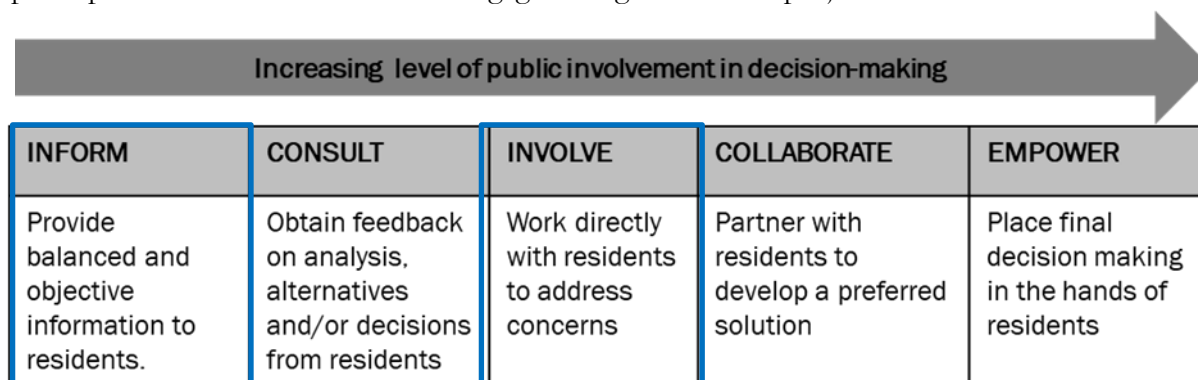 Increasing level of public involvement in decision-making
INFORM
Provide
balanced and
objective
information to
residents.
CONSULT
Obtain feedback
on analysis,
alternatives
and/or decisions
from residents
INVOLVE
Work directly
with residents
to address
concerns
COLLABORATE
Partner with
residents to
develop a preferred
solution
EMPOWER
Place final
decision making
in the hands of
residents